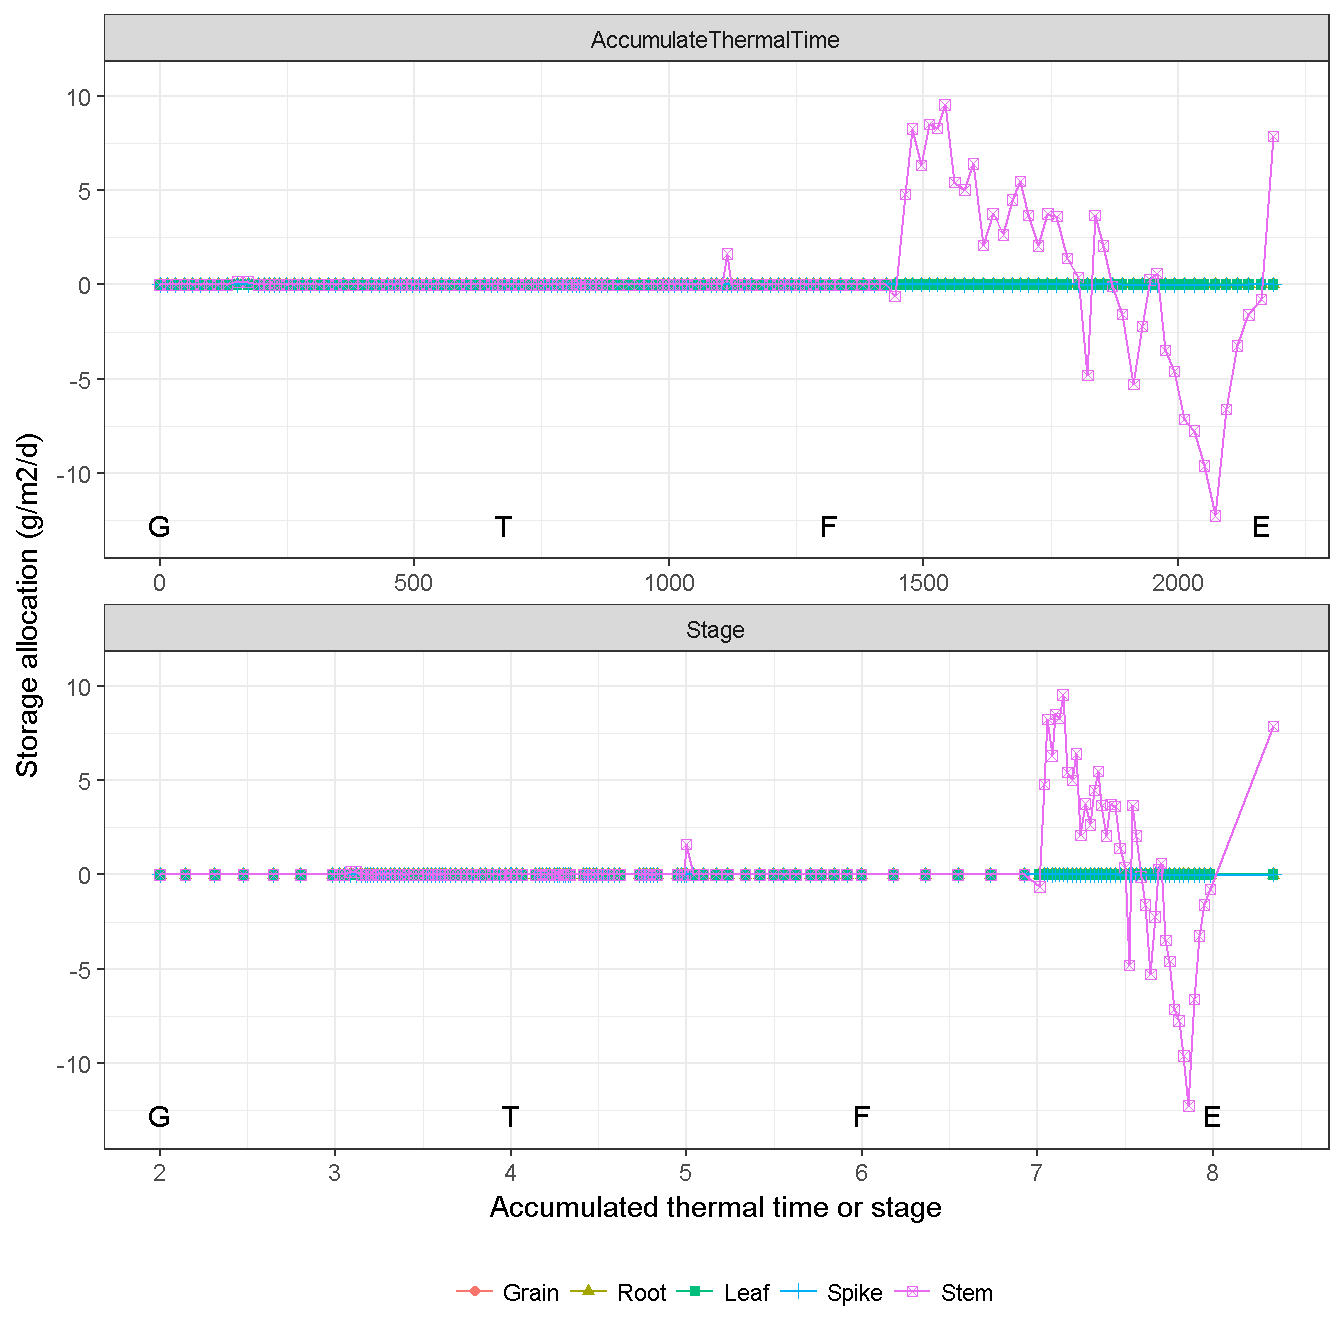 AccumulateThermalTime
10
5
0
-5
-10
G T F E
0 500 1000 1500 2000
Storage allocation (g/m2/d)
Stage
10
5
0
-5
-10
G T F E
2 3 4 5 6 7 8
Accumulated thermal time or stage
Grain Root Leaf Spike Stem